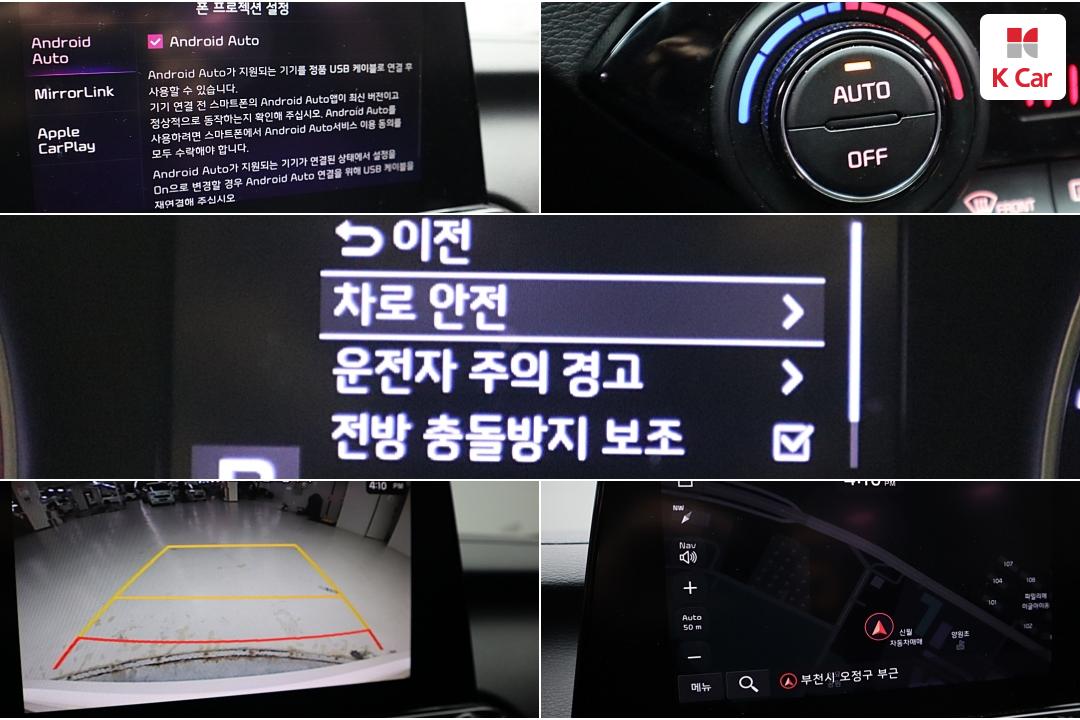 폰 프로젝션 설정
Android
Auto
MirrorLink
Apple
CarPlay
Android Auto
Android Auto가 지원되는 기기를 정품 USB 케이블로 연결 후
사용할 수 있습니다.
기기 연결 전 스마트폰의 Android Auto앱이 최신 버전이고
정상적으로 동작하는지 확인해 주십시오. Android Auto를
사용하려면 스마트폰에서 Android Auto서비스 이용 동의를
모두 수락해야 합니다.
Android Auto가 지원되는 기기가 연결된 상태에서 설정을
On으로 변경할 경우 Android Auto 연결을 위해 USB 케이블을
재연결해 주십시오
AUTO
OFF
FRONT
K Car
이전
차로 안전
운전자 주의 경고
전방 충돌방지 보조
4:10 PM
4:10 PM
NW
Nav
Auto
50 m
메뉴
107
104
108
101
102
신월
자동차매매
양원초
부천시 오정구 부근